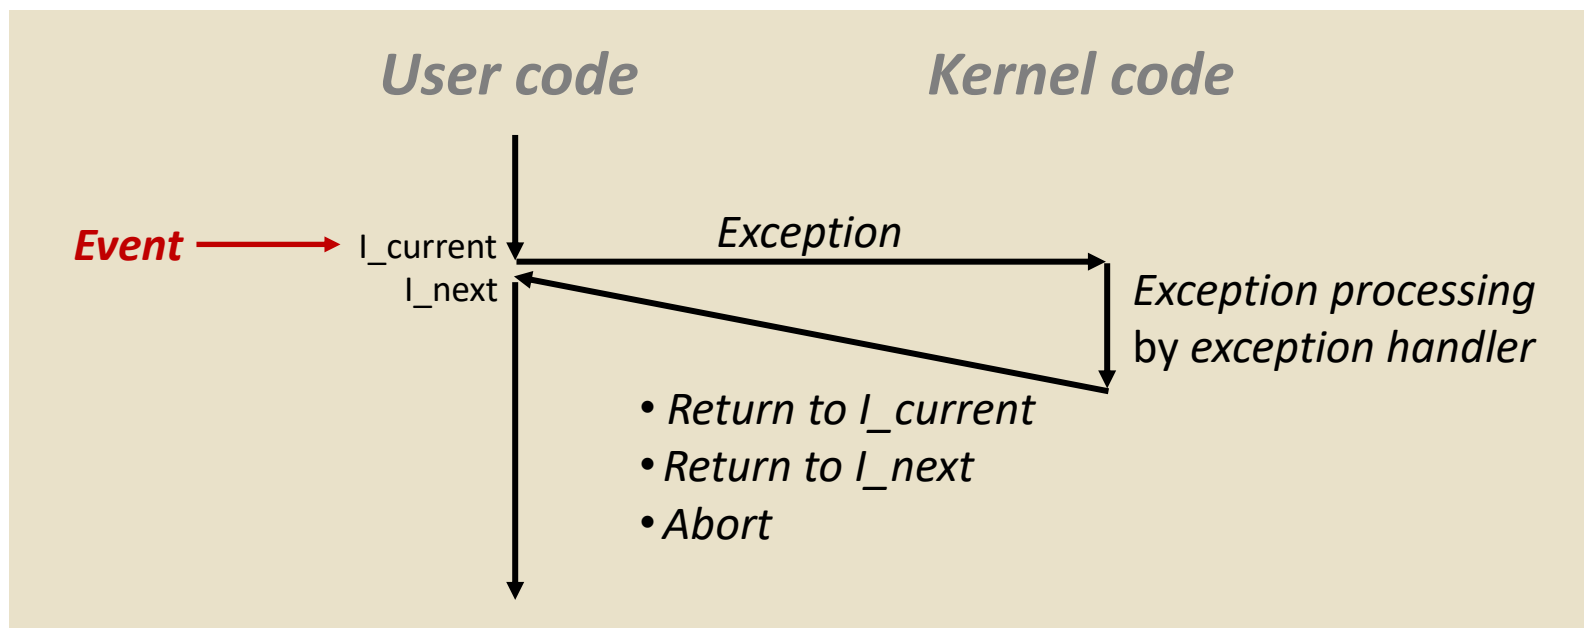 User code
Kernel code
Event
I_current
Exception
I_next
Exception processing
by exception handler
• Return to I_current
• Return to I_next
• Abort